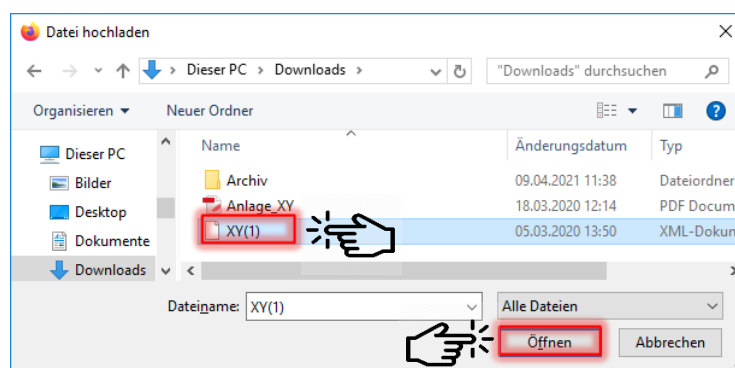 Datei hochladen
Dieser PC > Downloads > "Downloads" durchsuchen
Organisieren Neuer Ordner ?
Dieser PC
Bilder
Desktop
Dokumente
Downloads
Name Änderungsdatum Typ
Archiv 09.04.2021 11:38 Dateiordner
Anlage_XY 18.03.2020 12:14 PDF Docum
XY(1) 05.03.2020 13:50 XML-Dokun
Dateiname: XY(1) Alle Dateien
Öffnen Abbrechen